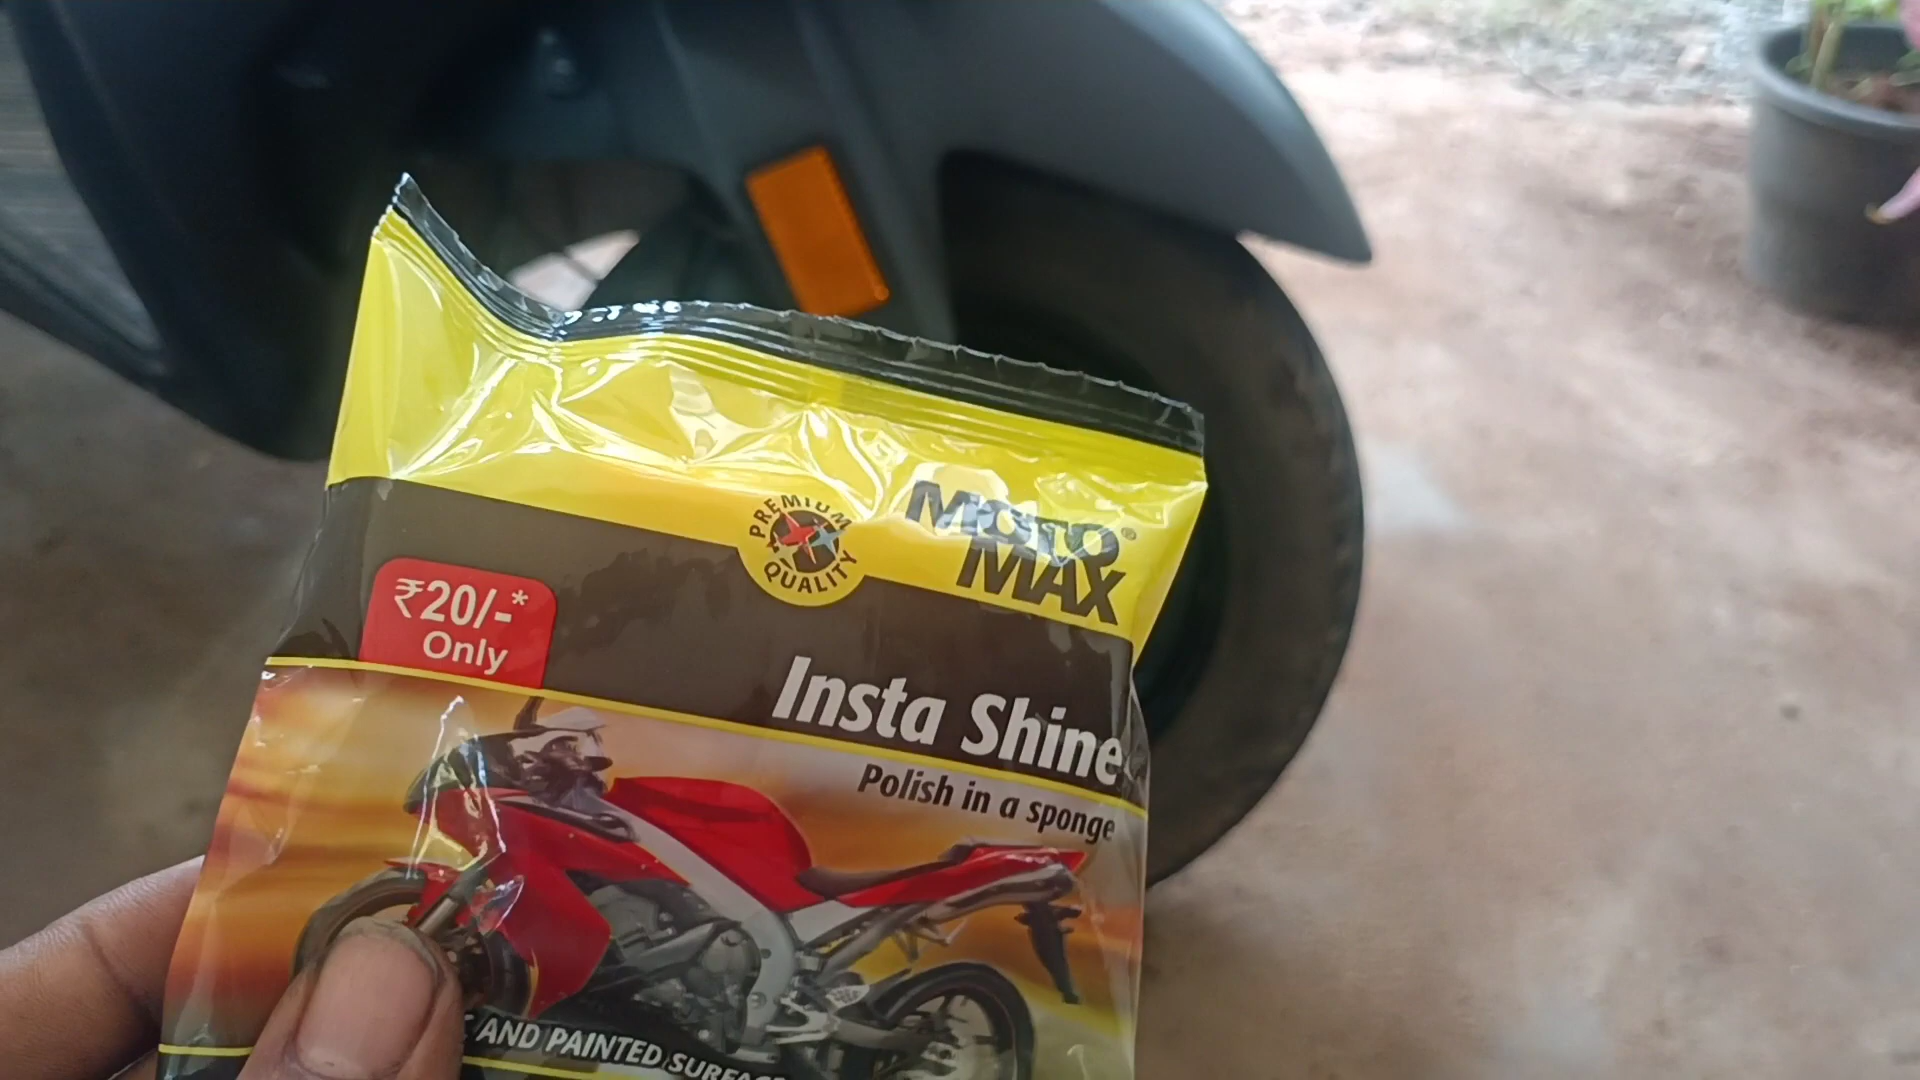 PREMIUM
QUALITY
MOTO®
MAX
₹20/-*
Only
Insta Shine
Polish in a sponge
AND PAINTED